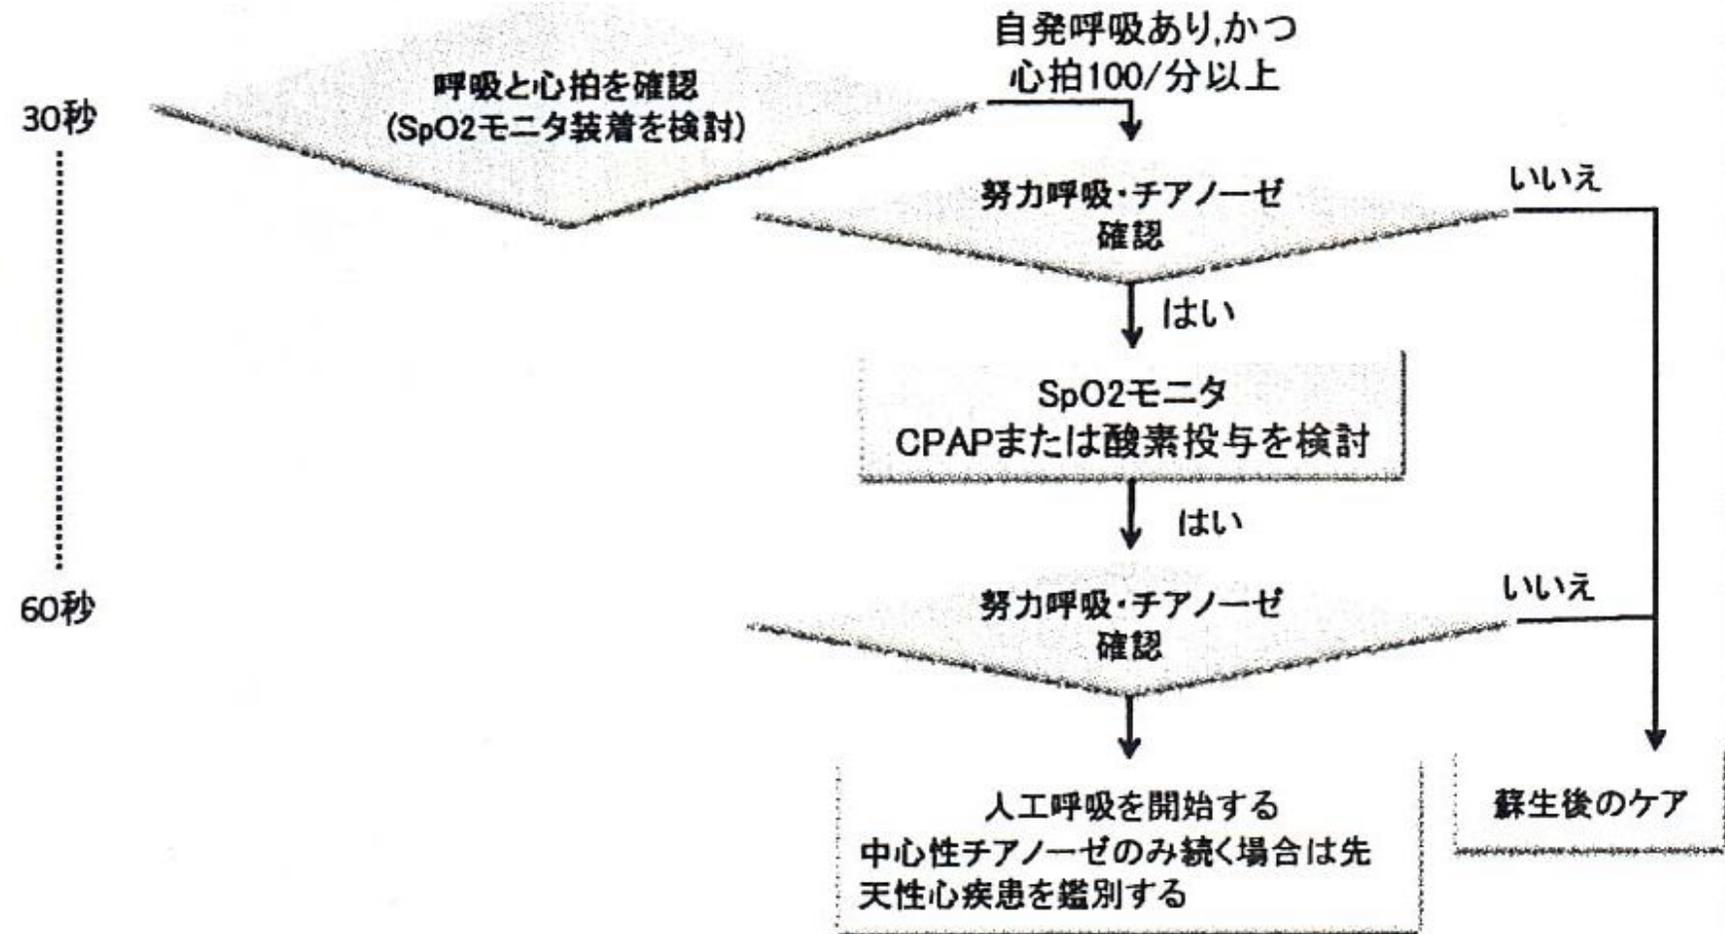 自発呼吸あり,かつ
心拍100/分以上
呼吸と心拍を確認
(SpO2モニタ装着を検討)
30秒
努力呼吸・チアノーゼ
確認
いいえ
はい
SpO2モニタ
CPAPまたは酸素投与を検討
はい
60秒
努力呼吸・チアノーゼ
確認
いいえ
人工呼吸を開始する
中心性チアノーゼのみ続く場合は先
天性心疾患を鑑別する
蘇生後のケア